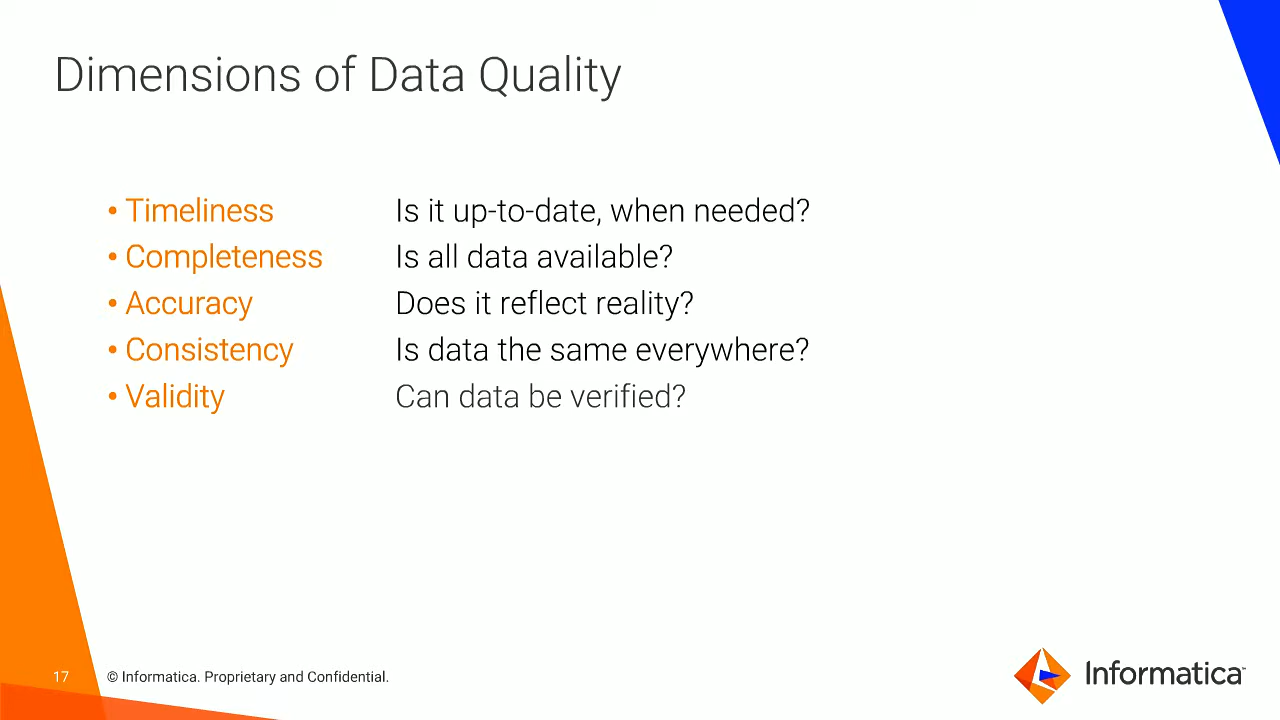 Dimensions of Data Quality
• Timeliness Is it up-to-date, when needed?
• Completeness Is all data available?
• Accuracy Does it reflect reality?
• Consistency Is data the same everywhere?
• Validity Can data be verified?
17 © Informatica. Proprietary and Confidential.
Informatica™